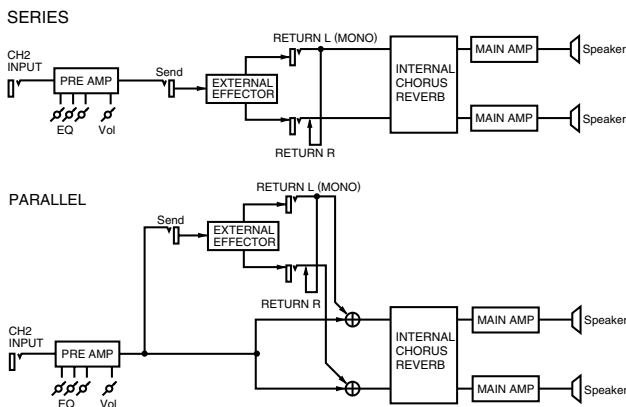 SERIES
CH2
INPUT
PRE AMP
EQ
Vol
Send
EXTERNAL
EFFECTOR
RETURN L (MONO)
RETURN R
INTERNAL
CHORUS
REVERB
MAIN AMP
Speaker
MAIN AMP
Speaker
PARALLEL
CH2
INPUT
PRE AMP
EQ
Vol
Send
EXTERNAL
EFFECTOR
RETURN L (MONO)
RETURN R
INTERNAL
CHORUS
REVERB
MAIN AMP
Speaker
MAIN AMP
Speaker